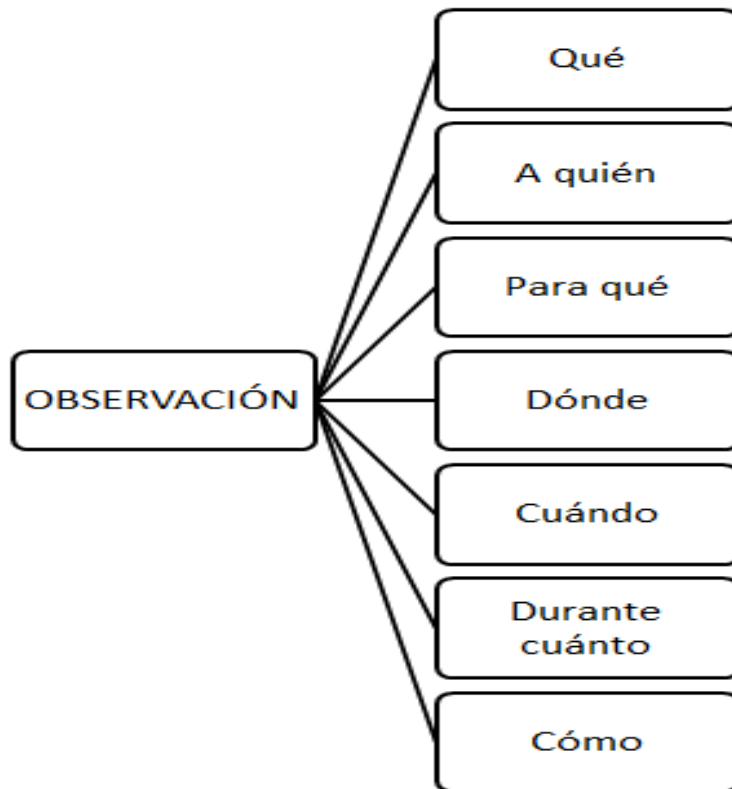 Qué
A quién
Para qué
OBSERVACIÓN
Dónde
Cuándo
Durante
cuánto
Cómo